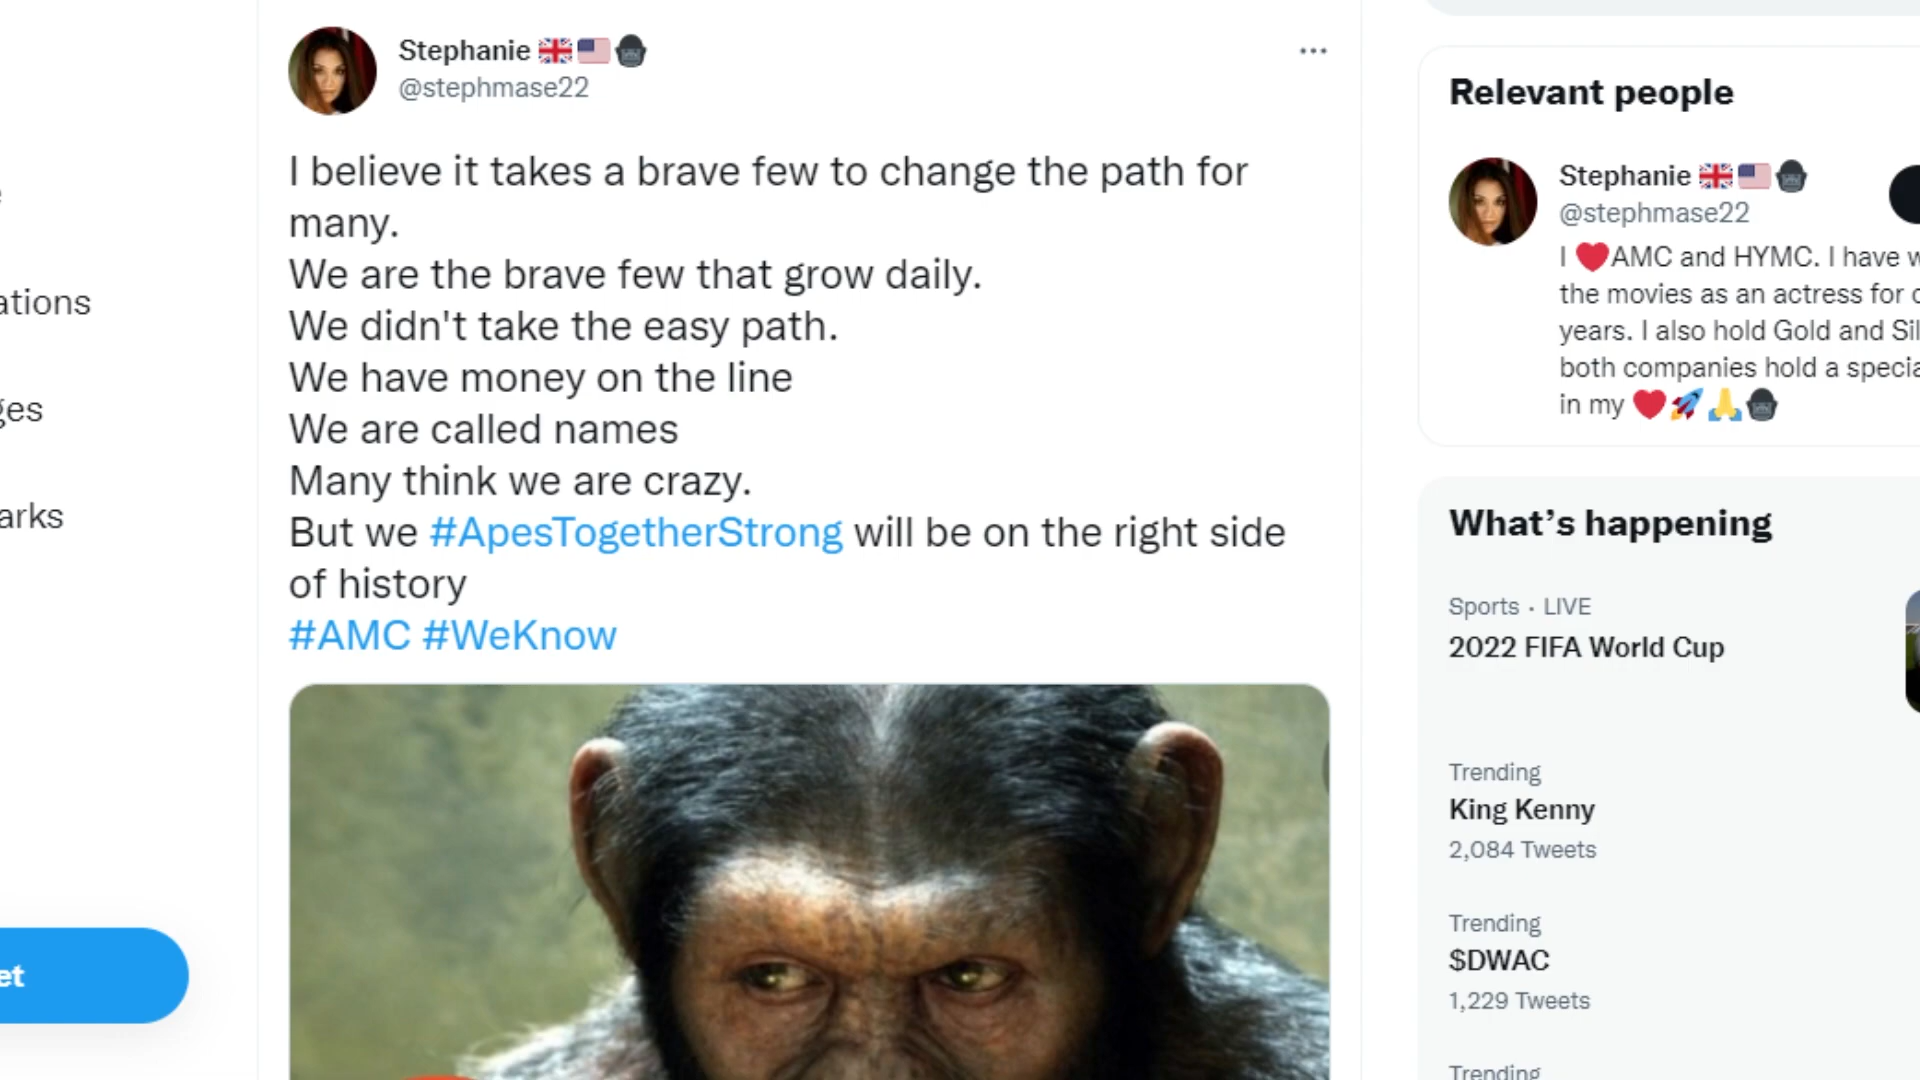 Stephanie
@stephmase22
I believe it takes a brave few to change the path for
many.
We are the brave few that grow daily.
We didn't take the easy path.
We have money on the line
We are called names
Many think we are crazy.
But we #ApesTogetherStrong will be on the right side
of history
#AMC #WeKnow
ations
ges
arks
et
Relevant people
Stephanie
@stephmase22
I ❤️AMC and HYMC. I have w
the movies as an actress for o
years. I also hold Gold and Sil
both companies hold a specia
in my ❤️🚀🙏
What's happening
Sports · LIVE
2022 FIFA World Cup
Trending
King Kenny
2,084 Tweets
Trending
$DWAC
1,229 Tweets
Trending